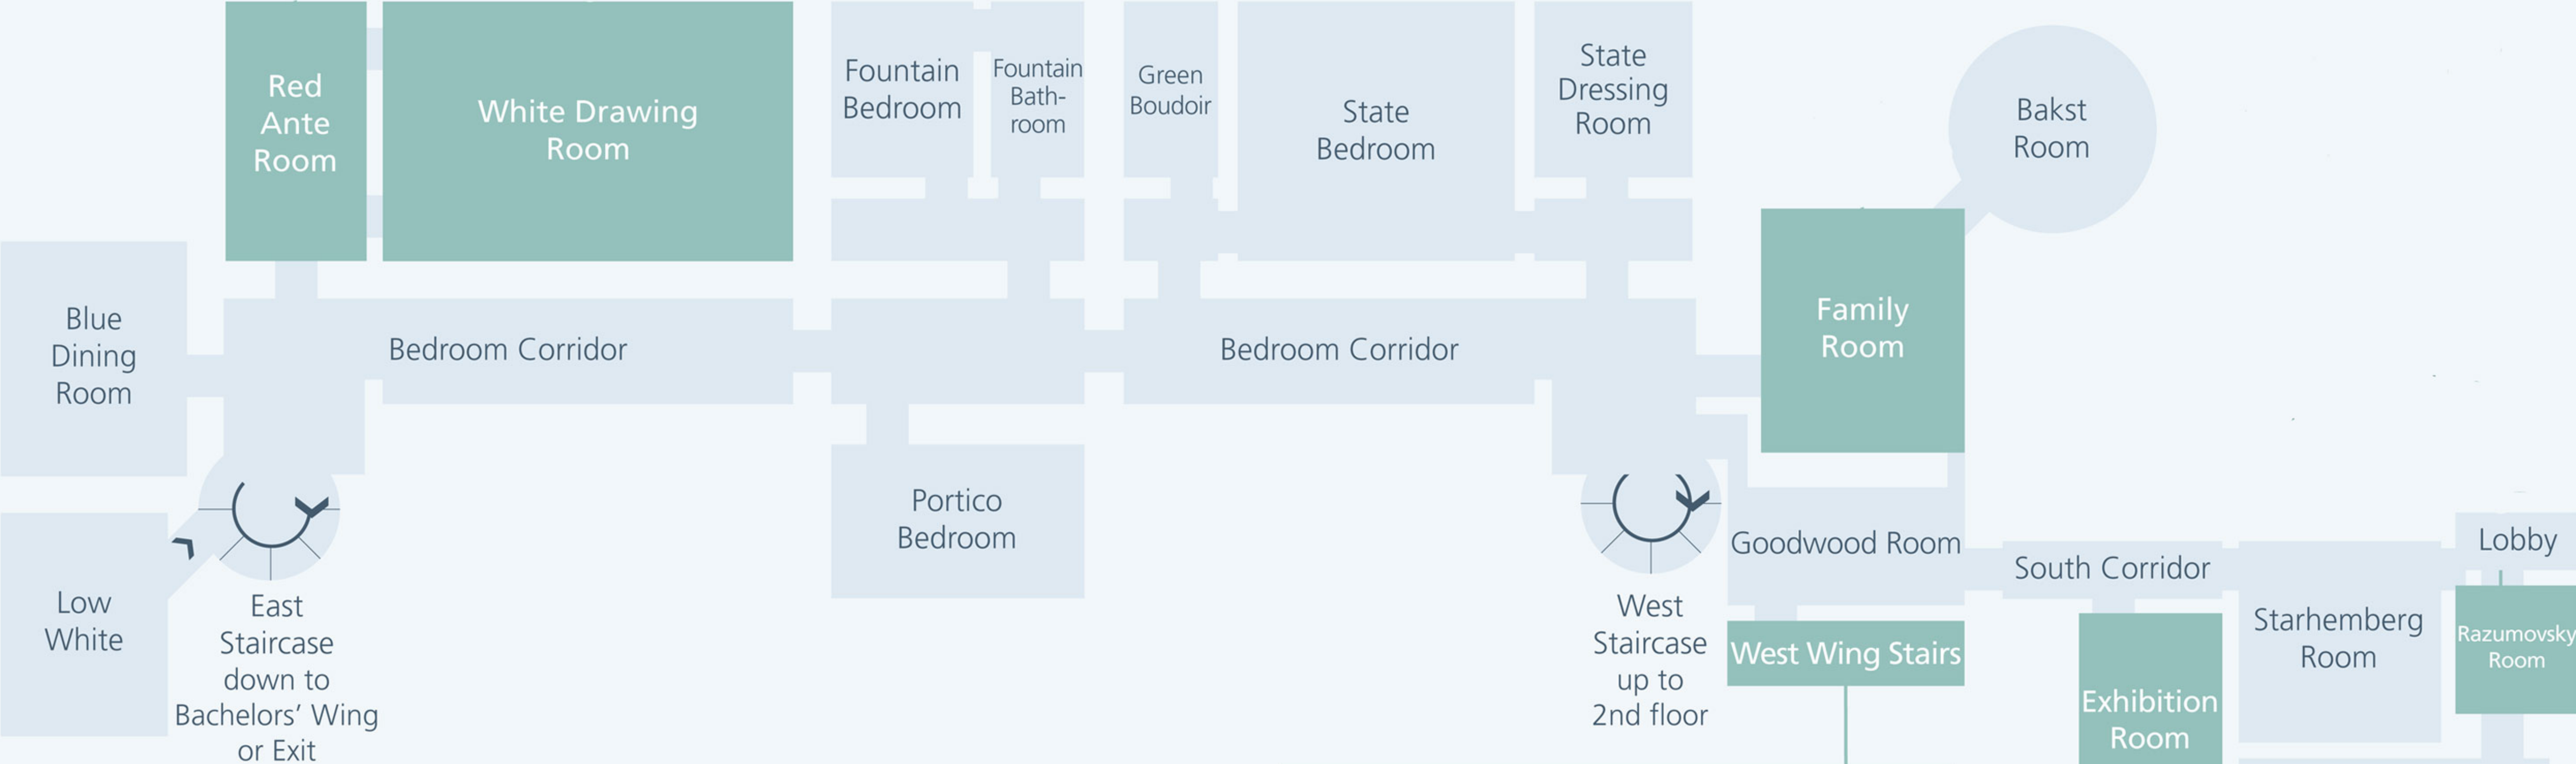 Red
Ante
Room
White Drawing
Room
Fountain
Bedroom
Fountain
Bath-
room
Green
Boudoir
State
Bedroom
State
Dressing
Room
Bakst
Room
Blue
Dining
Room
Bedroom Corridor
Bedroom Corridor
Family
Room
Portico
Bedroom
Goodwood Room
South Corridor
Lobby
Low
White
East
Staircase
down to
Bachelors’ Wing
or Exit
West
Staircase
up to
2nd floor
West Wing Stairs
Exhibition
Room
Starhemberg
Room
Razumovsky
Room